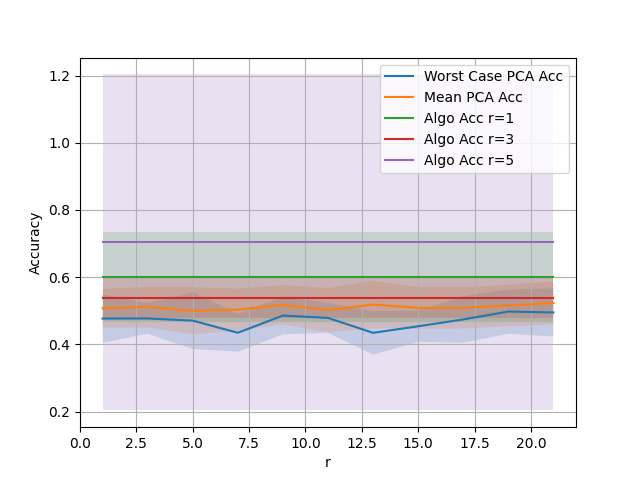 1.2
1.0
0.8
0.6
0.4
0.2
Accuracy
0.0 2.5 5.0 7.5 10.0 12.5 15.0 17.5 20.0
r
Worst Case PCA Acc
Mean PCA Acc
Algo Acc r=1
Algo Acc r=3
Algo Acc r=5